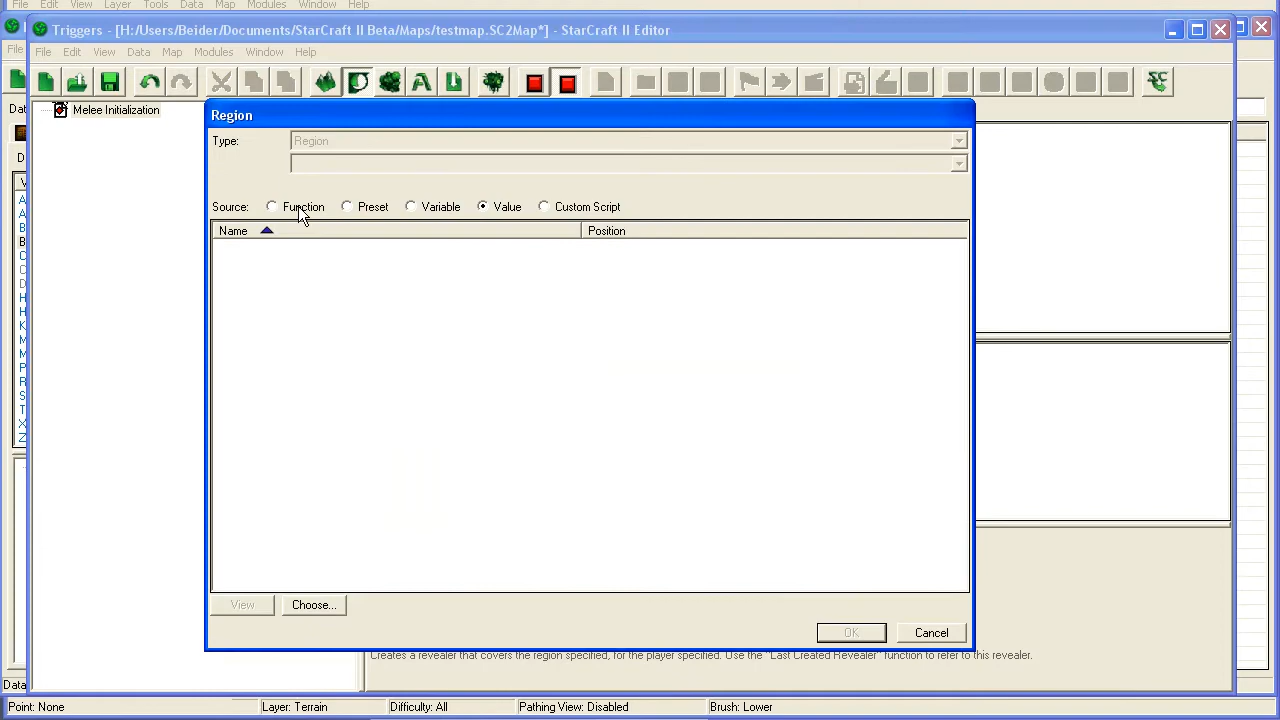 File Edit View Layer Tools Data Map Modules Window Help
Triggers - [H:/Users/Beider/Documents/StarCraft II Beta/Maps/testmap.SC2Map*] - StarCraft II Editor
File Edit View Data Map Modules Window Help
Melee Initialization
Region
Type: Region
Source: Function Preset Variable Value Custom Script
Name Position
View Choose...
OK Cancel
Creates a revealer that covers the region specified, for the player specified. Use the "Last Created Revealer" function to refer to this revealer.
Point: None Layer: Terrain Difficulty: All Pathing View: Disabled Brush: Lower